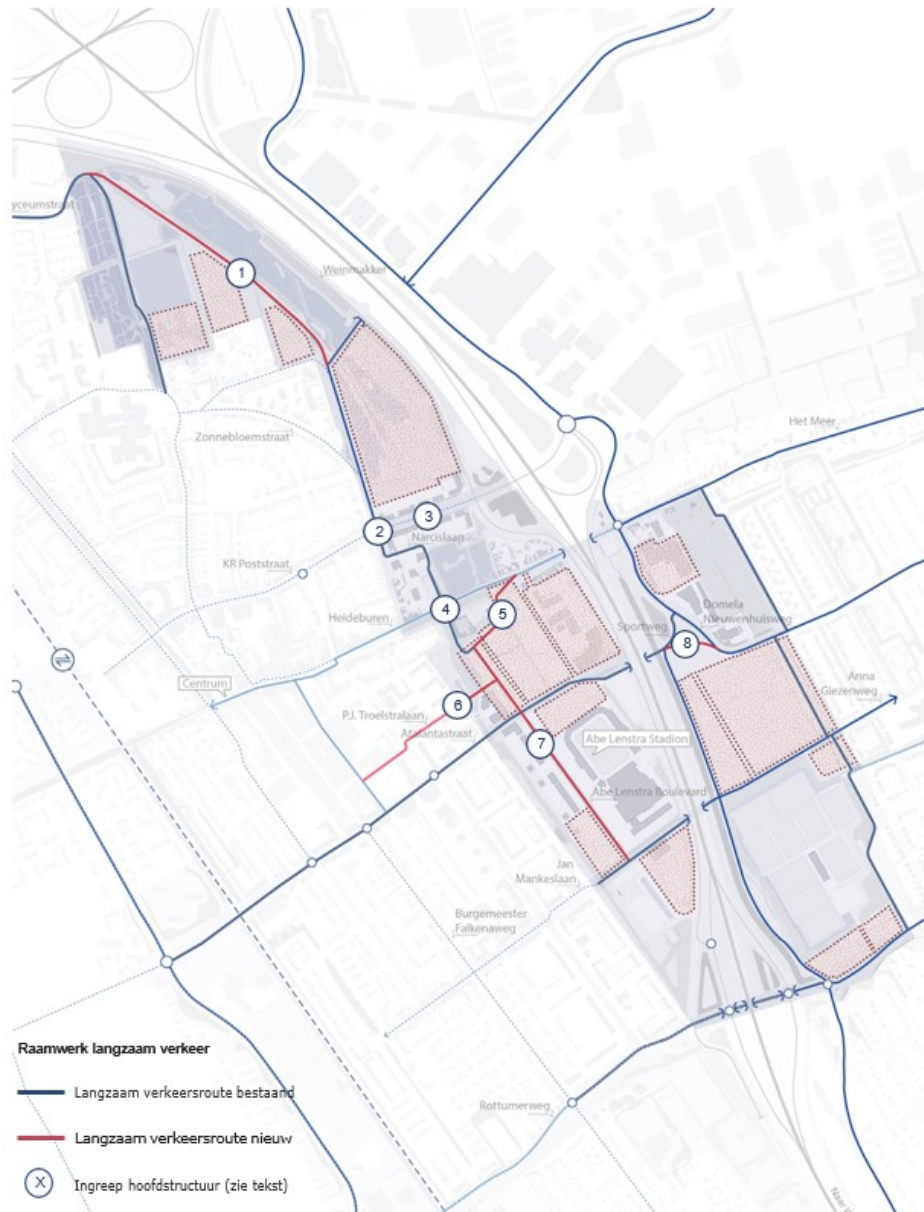 yceumstraat
Weinmakker
1
Het Meer
Zonnebloemstraat
3
2
Narcislaan
KR Poststraat
4
Heideburen
5
Domela
Nieuwenhuisweg
Sportweg
8
Anna
Giezenweg
Centrum
6
P.J. Troelstralaan
Atalantastraat
7
Abe Lenstra Stadion
Abe Lenstra Boulevard
Jan
Mankeslaan
Burgemeester
Falkenaweg
Raamwerk langzaam verkeer
Langzaam verkeersroute bestaand
Rottumerweg
Langzaam verkeersroute nieuw
X
Ingreep hoofdstructuur (zie tekst)
Naar